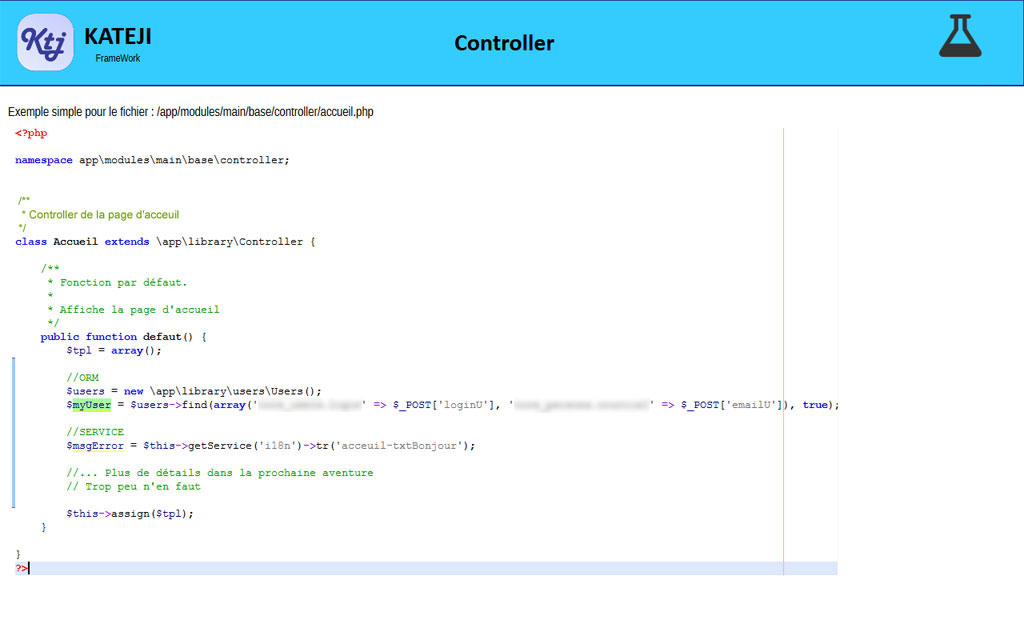 Ktj
KATEJI
FrameWork
Controller
Exemple simple pour le fichier : /app/modules/main/base/controller/accueil.php
<?php
namespace app\modules\main\base\controller;
/**
* Controller de la page d'acceuil
*/
class Accueil extends \app\library\Controller {
/**
* Fonction par défaut.
*
* Affiche la page d'accueil
*/
public function defaut() {
$tpl = array();
//ORM
$users = new \app\library\users\Users();
$myUser = $users->find(array('' => $_POST['loginU'], '' => $_POST['emailU']), true);
//SERVICE
$msgError = $this->getService('i18n')->tr('acceuil-txtBonjour');
//... Plus de détails dans la prochaine aventure
// Trop peu n'en faut
$this->assign($tpl);
}
}
?>